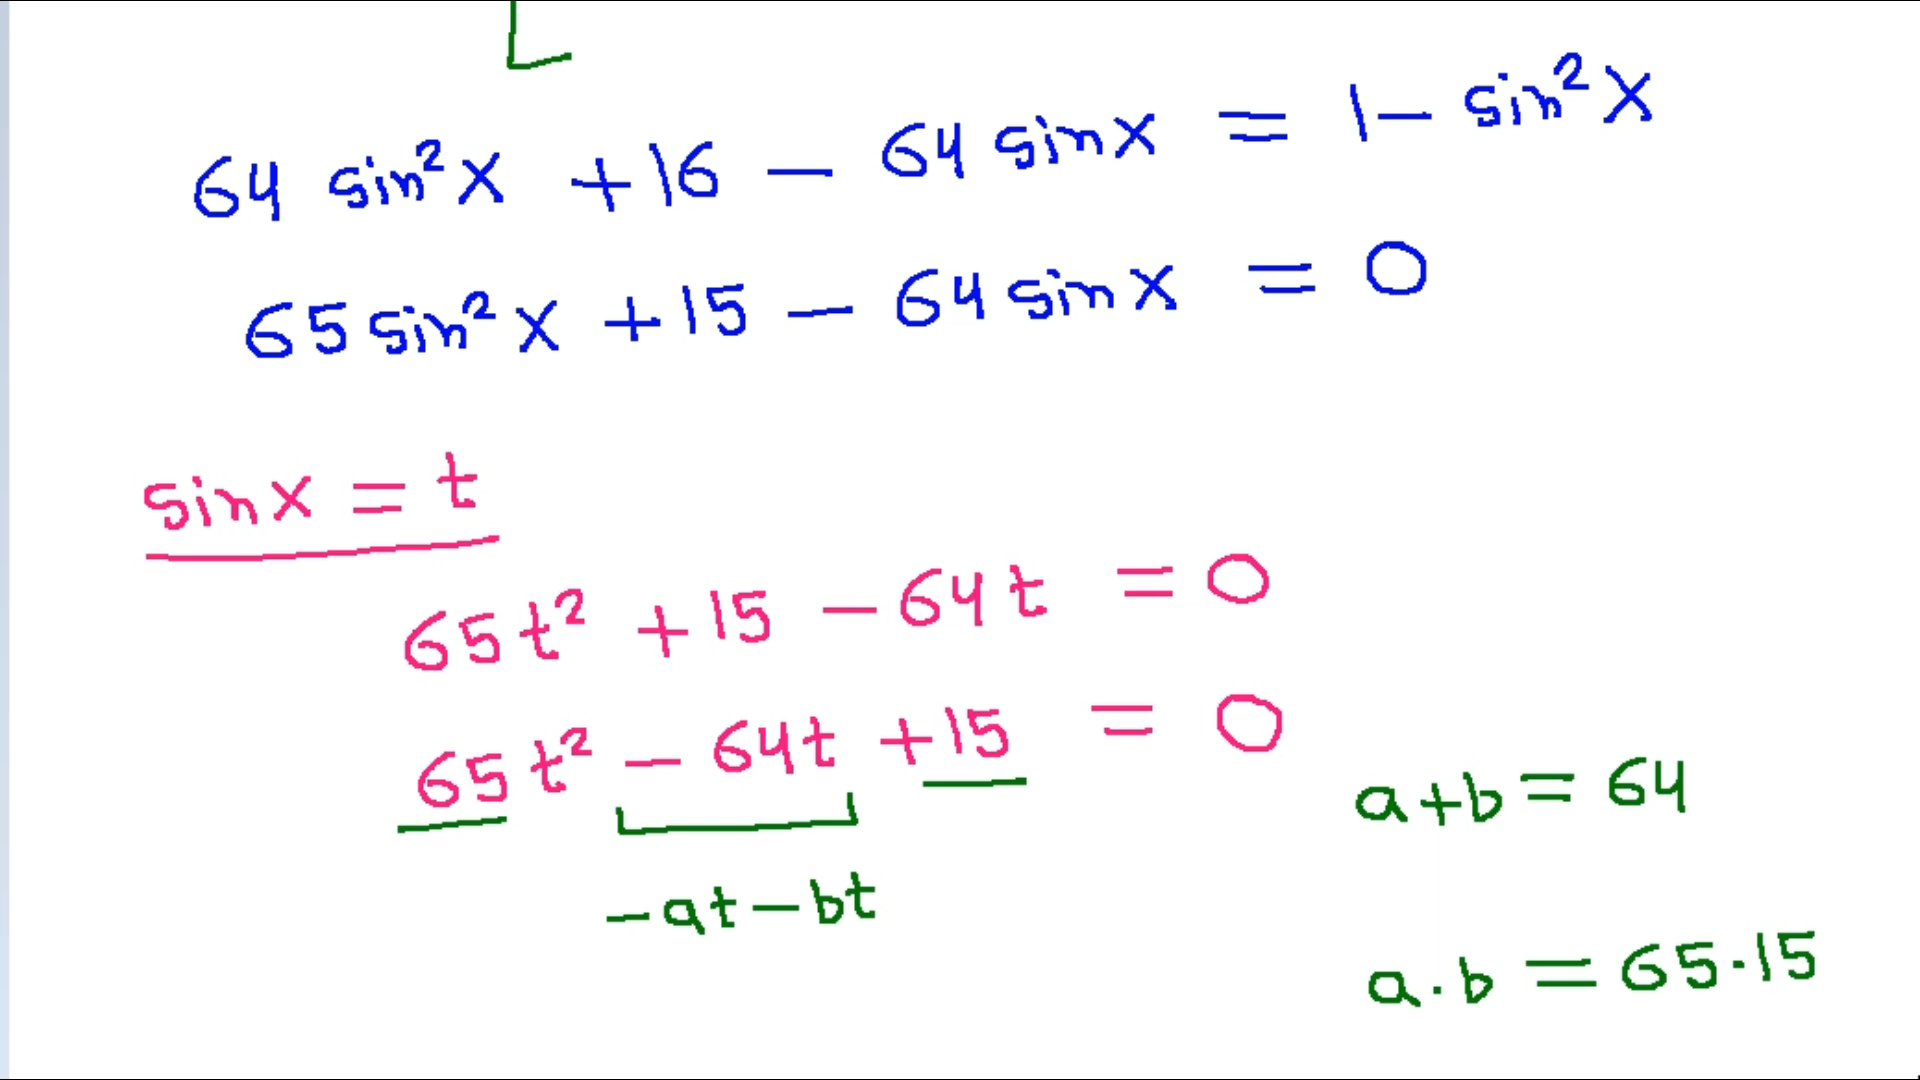 64 sin²x + 16 − 64 sinx = 1 − sin²x
65 sin²x + 15 − 64 sinx = 0
sinx = t
65t² + 15 − 64t = 0
65t² − 64t + 15 = 0
a+b = 64
−at − bt
a·b = 65·15